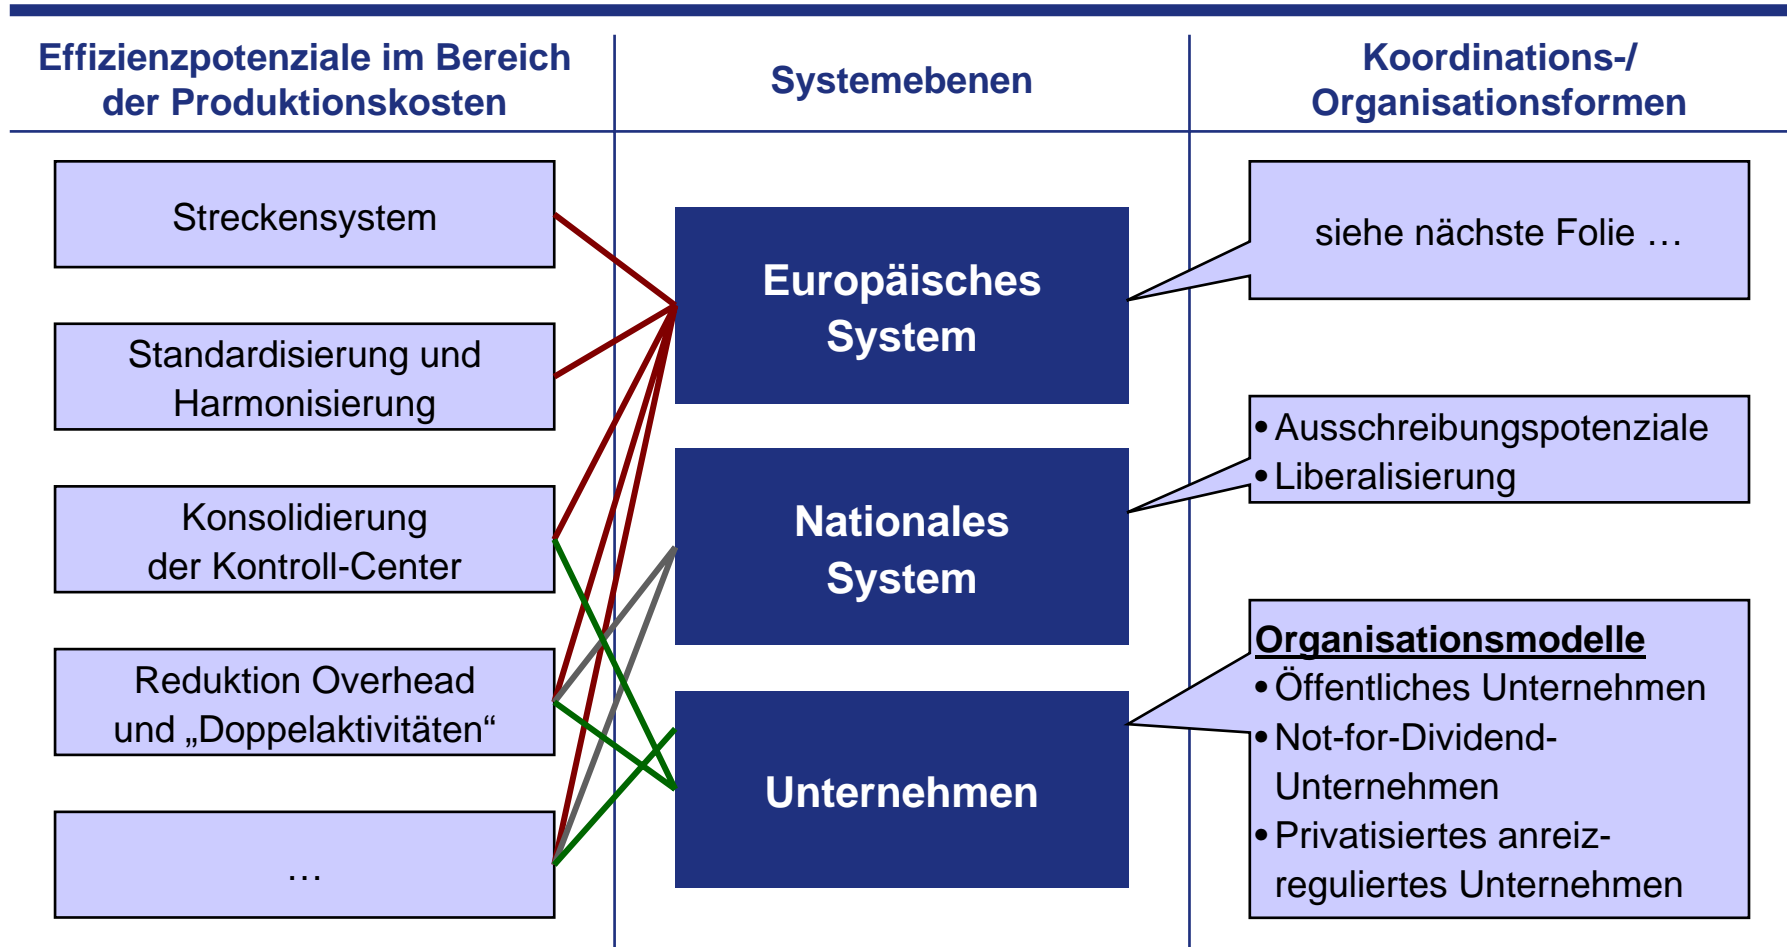 Effizienzpotenziale im Bereich
der Produktionskosten
Systemebenen
Koordinations-/
Organisationsformen
Streckensystem
Standardisierung und
Harmonisierung
Konsolidierung
der Kontroll-Center
Reduktion Overhead
und „Doppelaktivitäten“
…
Europäisches
System
Nationales
System
Unternehmen
siehe nächste Folie …
• Ausschreibungspotenziale
• Liberalisierung
Organisationsmodelle
• Öffentliches Unternehmen
• Not-for-Dividend-
Unternehmen
• Privatisiertes anreiz-
reguliertes Unternehmen